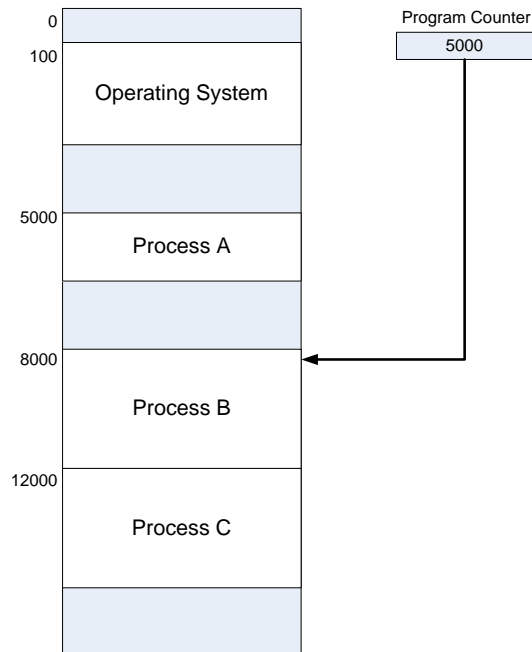 0
Program Counter
5000
100
Operating System
5000
Process A
8000
Process B
12000
Process C